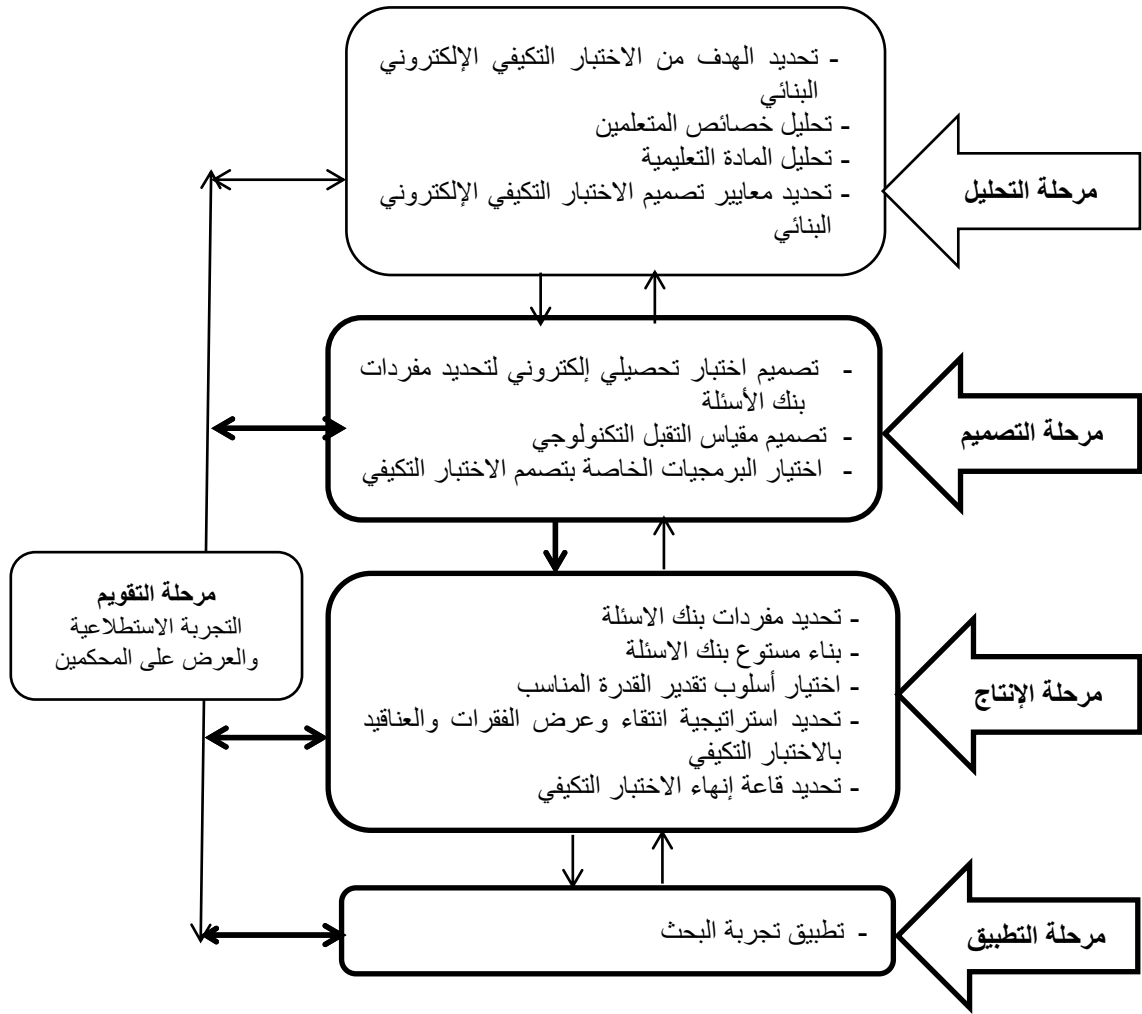 - تحديد الهدف من الاختبار التكيفي الإلكتروني
البنائي
- تحليل خصائص المتعلمين
- تحليل المادة التعليمية
- تحديد معايير تصميم الاختبار التكيفي الإلكتروني
البنائي
مرحلة التحليل
- تصميم اختبار تحصيلي إلكتروني لتحديد مفردات
بنك الأسئلة
- تصميم مقياس التقبل التكنولوجي
- اختيار البرمجيات الخاصة بتصمم الاختبار التكيفي
مرحلة التصميم
مرحلة التقويم
التجربة الاستطلاعية
والعرض على المحكمين
- تحديد مفردات بنك الاسئلة
- بناء مستوع بنك الاسئلة
- اختيار أسلوب تقدير القدرة المناسب
- تحديد استراتيجية انتقاء وعرض الفقرات والعناقيد
بالاختبار التكيفي
- تحديد قاعة إنهاء الاختبار التكيفي
مرحلة الإنتاج
- تطبيق تجربة البحث
مرحلة التطبيق